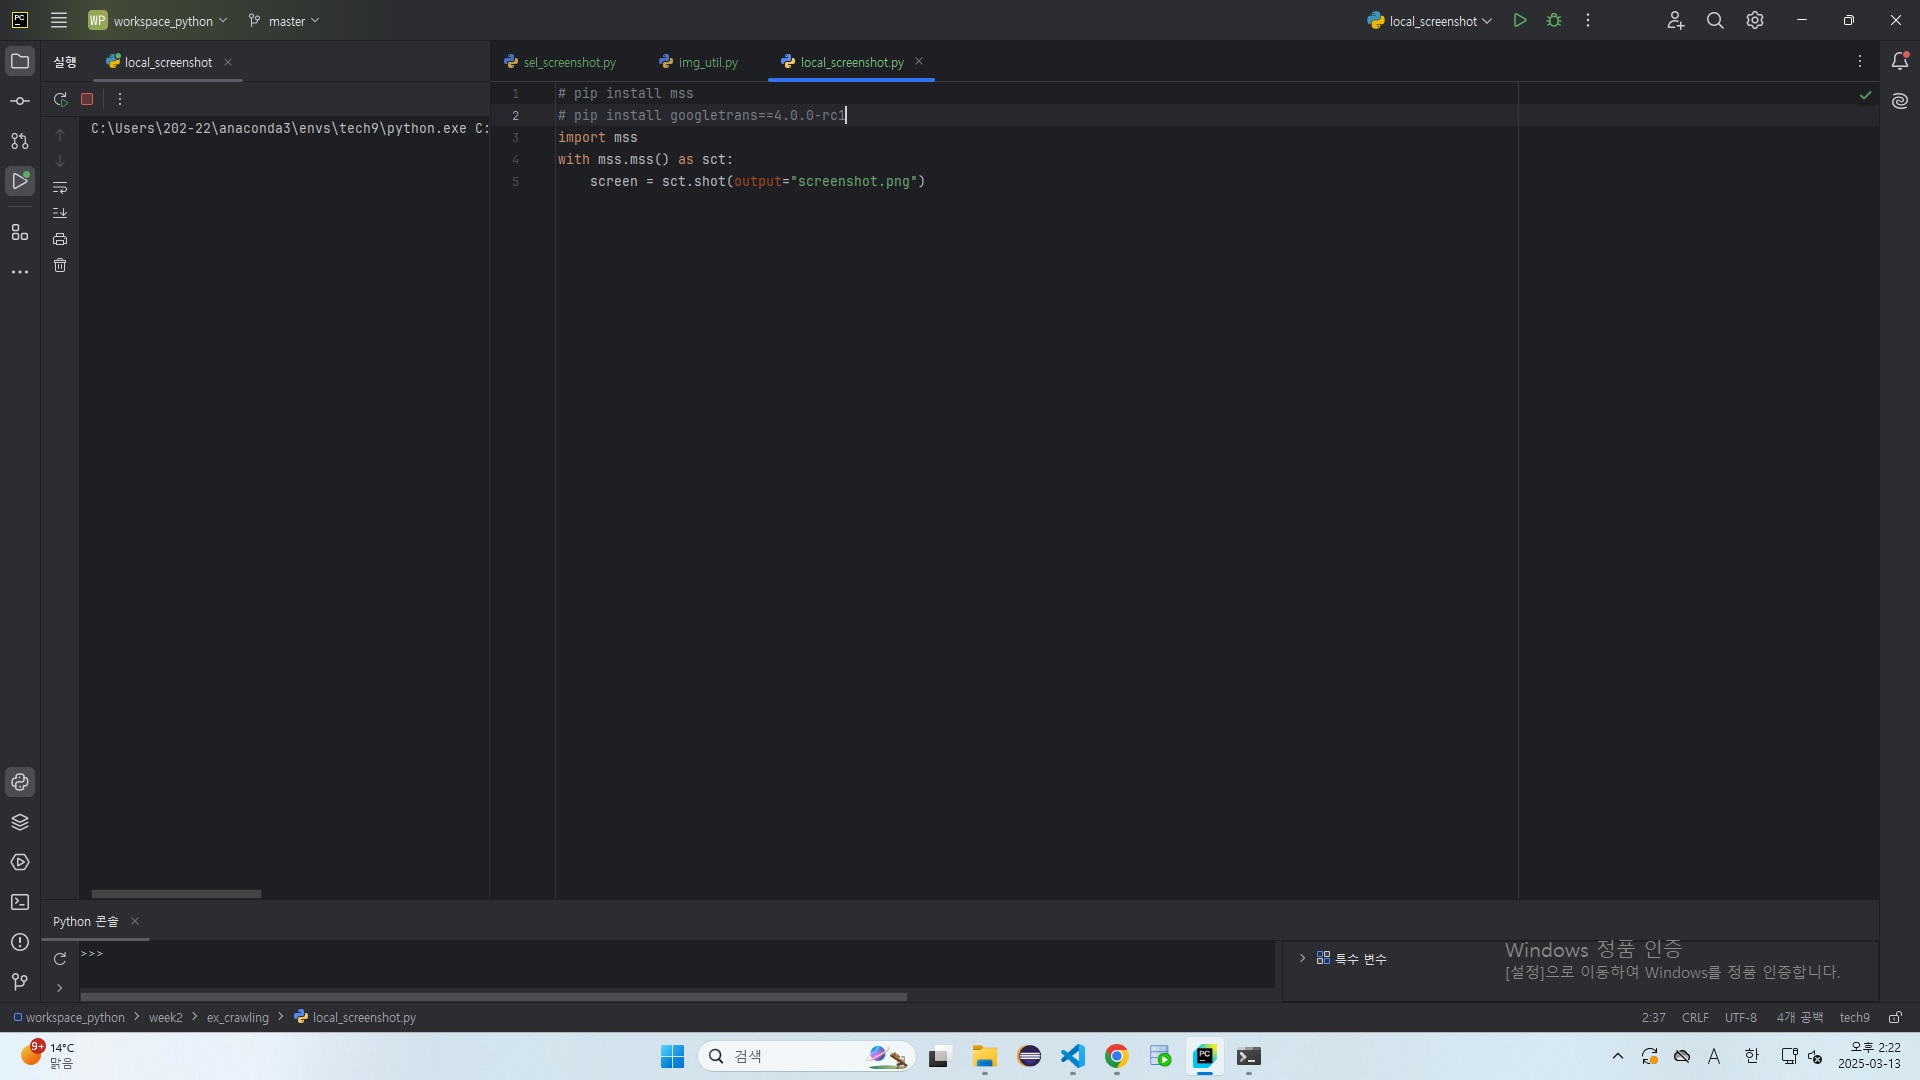 PC
WP workspace_python
master
local_screenshot
실행
local_screenshot
sel_screenshot.py
img_util.py
local_screenshot.py
C:\Users\202-22\anaconda3\envs\tech9\python.exe C:
1 # pip install mss
2 # pip install googletrans==4.0.0-rc1
3 import mss
4 with mss.mss() as sct:
5 screen = sct.shot(output="screenshot.png")
Python 콘솔
>>>
특수 변수
Windows 정품 인증
[설정]으로 이동하여 Windows를 정품 인증합니다.
workspace_python > week2 > ex_crawling > local_screenshot.py
2:37 CRLF UTF-8 4개 공백 tech9
9+
14°C
맑음
검색
PC
A
한
오후 2:22
2025-03-13